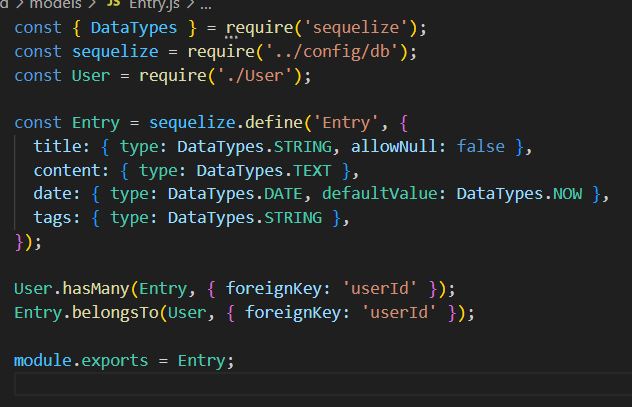 d > models > JS Entry.js > ...
const { DataTypes } = require('sequelize');
const sequelize = require('../config/db');
const User = require('./User');
const Entry = sequelize.define('Entry', {
  title: { type: DataTypes.STRING, allowNull: false },
  content: { type: DataTypes.TEXT },
  date: { type: DataTypes.DATE, defaultValue: DataTypes.NOW },
  tags: { type: DataTypes.STRING },
});
User.hasMany(Entry, { foreignKey: 'userId' });
Entry.belongsTo(User, { foreignKey: 'userId' });
module.exports = Entry;